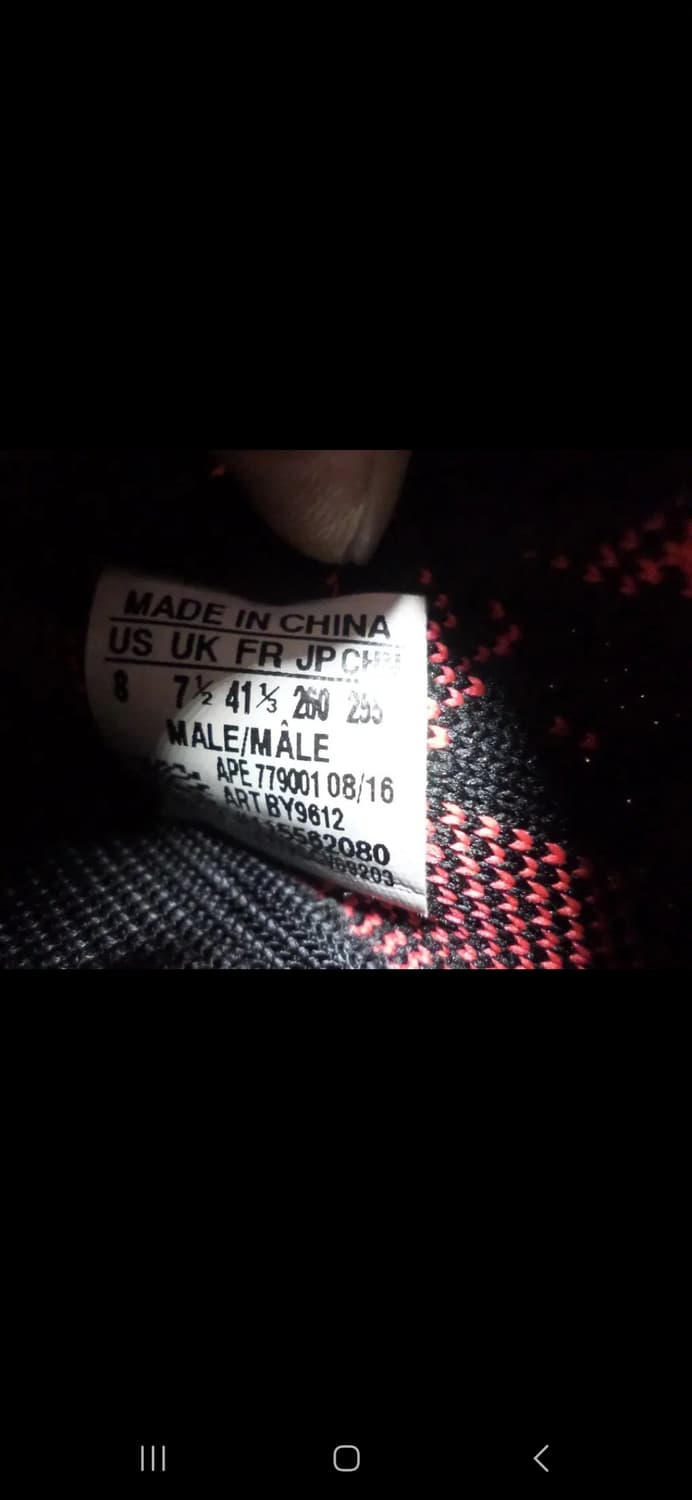 MADE IN CHINA
US UK FR JP
8 7½ 41⅓ 260 255
MALE/MÂLE
APE 779001 08/16
ART BY9612